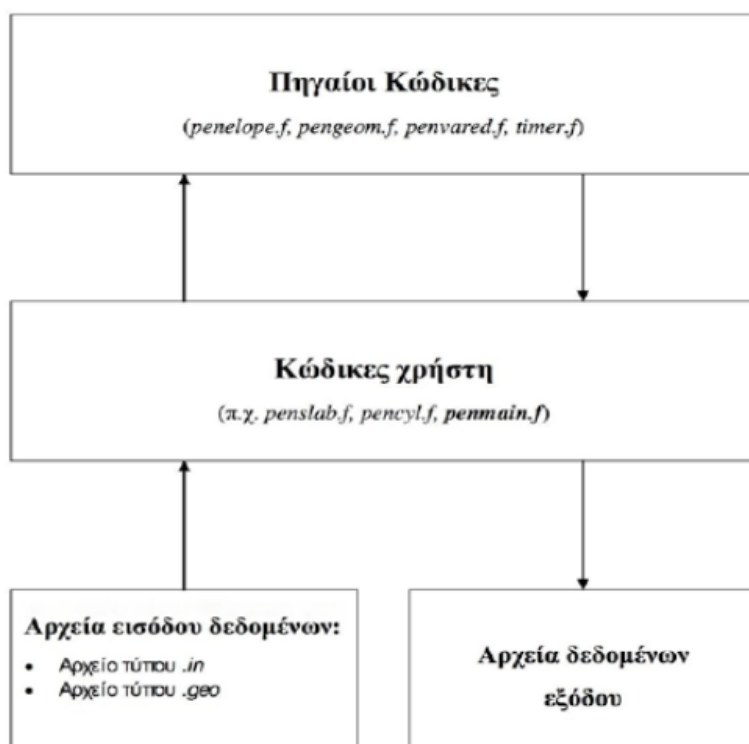 Πηγαίοι Κώδικες
(penelope.f, pengeom.f, penvared.f, timer.f)
Κώδικες χρήστη
(π.χ. penslab.f, pencyl.f, penmain.f)
Αρχεία εισόδου δεδομένων:
• Αρχείο τύπου .in
• Αρχείο τύπου .geo
Αρχεία δεδομένων
εξόδου